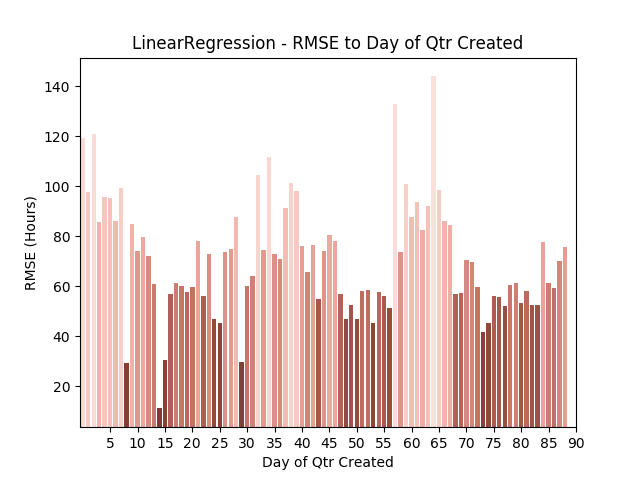 LinearRegression - RMSE to Day of Qtr Created
140
120
100
80
60
40
20
RMSE (Hours)
5 10 15 20 25 30 35 40 45 50 55 60 65 70 75 80 85 90
Day of Qtr Created